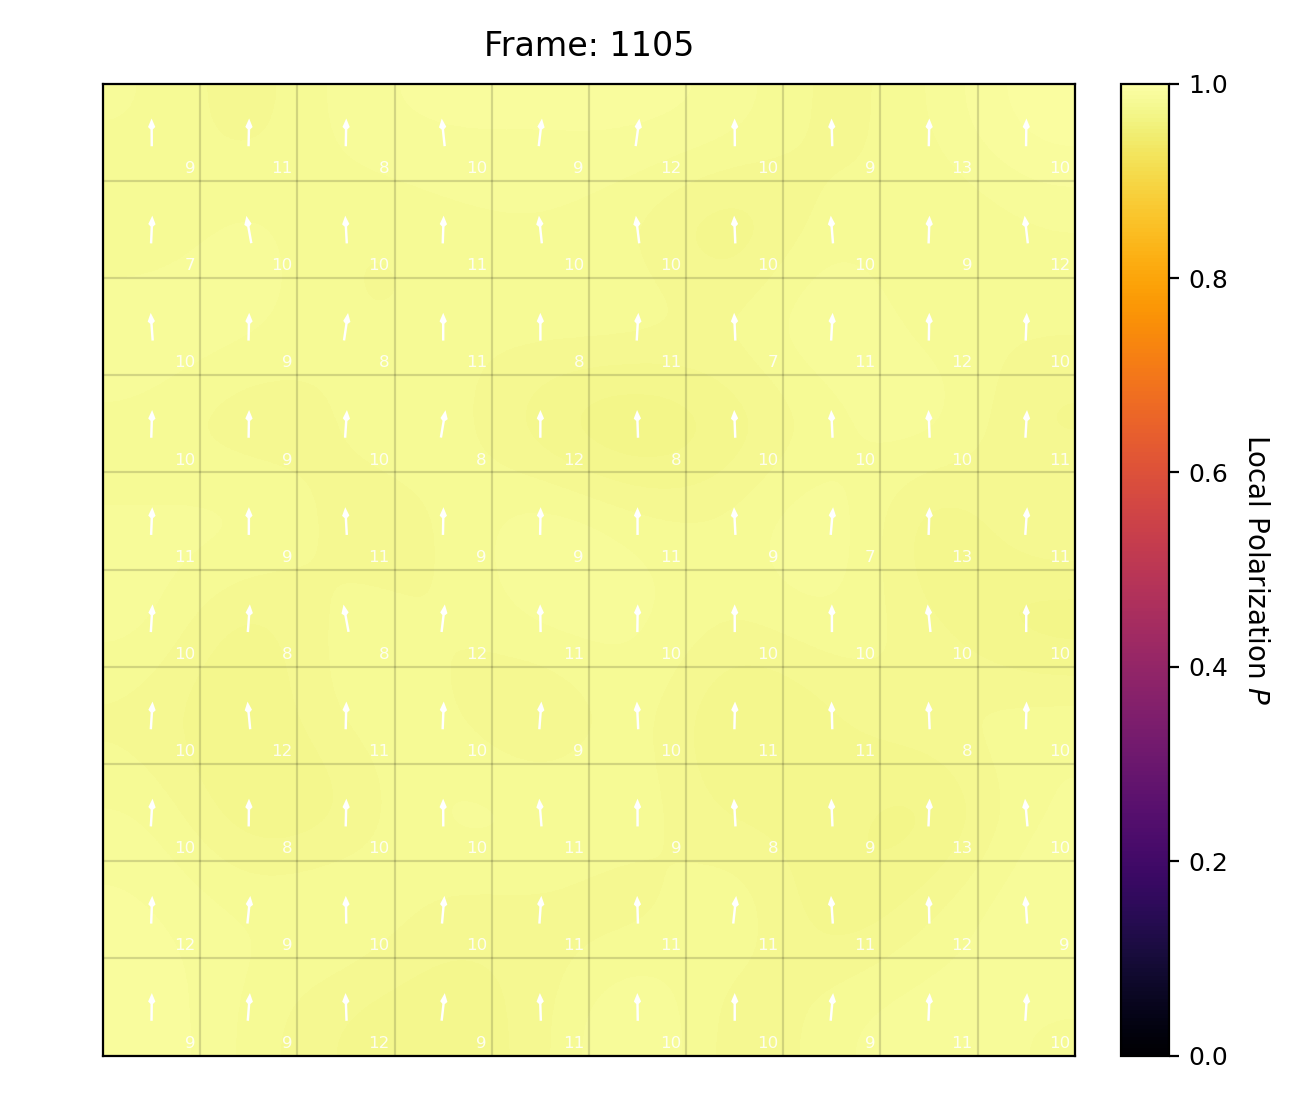 Frame: 1105
9 11 8 10 9 12 10 9 13 10
7 10 10 11 10 10 10 10 9 12
10 9 8 11 8 11 7 11 12 10
10 9 10 8 12 8 10 10 10 11
11 9 11 9 9 11 9 7 13 11
10 8 8 12 11 10 10 10 10 10
10 12 11 10 9 10 11 11 8 10
10 8 10 10 11 9 8 9 13 10
12 9 10 10 11 11 11 11 12 9
9 9 12 9 11 10 10 9 11 10
1.0
0.8
0.6
0.4
0.2
0.0
Local Polarization P